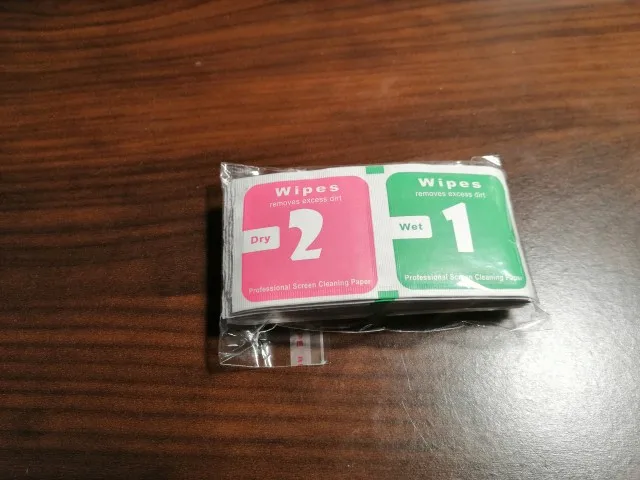 Wipes
removes excess dirt
Dry
2
Professional Screen Cleaning Paper
Wipes
removes excess dirt
Wet
1
Professional Screen Cleaning Paper